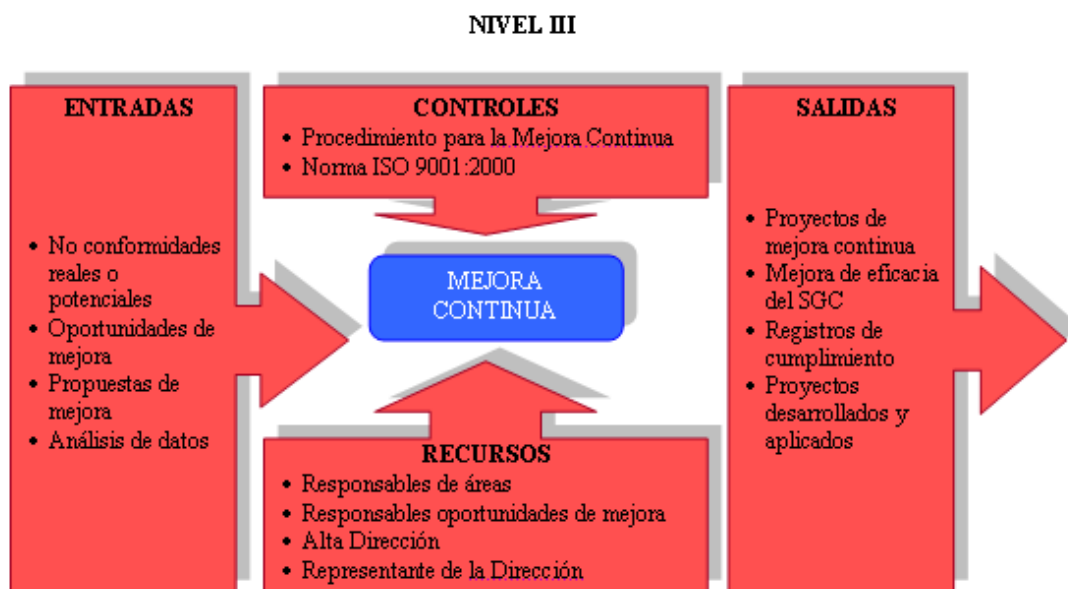 NIVEL III
ENTRADAS
• No conformidades
reales o
potenciales
• Oportunidades de
mejora
• Propuestas de
mejora
• Análisis de datos
CONTROLES
• Procedimiento para la Mejora Continua
• Norma ISO 9001:2000
MEJORA
CONTINUA
RECURSOS
• Responsables de áreas
• Responsables oportunidades de mejora
• Alta Dirección
• Representante de la Dirección
SALIDAS
• Proyectos de
mejora continua
• Mejora de eficacia
del SGC
• Registros de
cumplimiento
• Proyectos
desarrollados y
aplicados